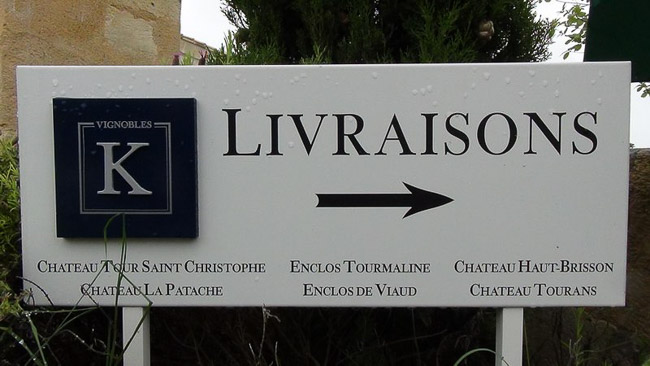 VIGNOBLES
K
LIVRAISONS
CHATEAU TOUR SAINT CHRISTOPHE ENCLOS TOURMALINE CHATEAU HAUT-BRISSON
CHATEAU LA PATACHE ENCLOS DE VIAUD CHATEAU TOURANS